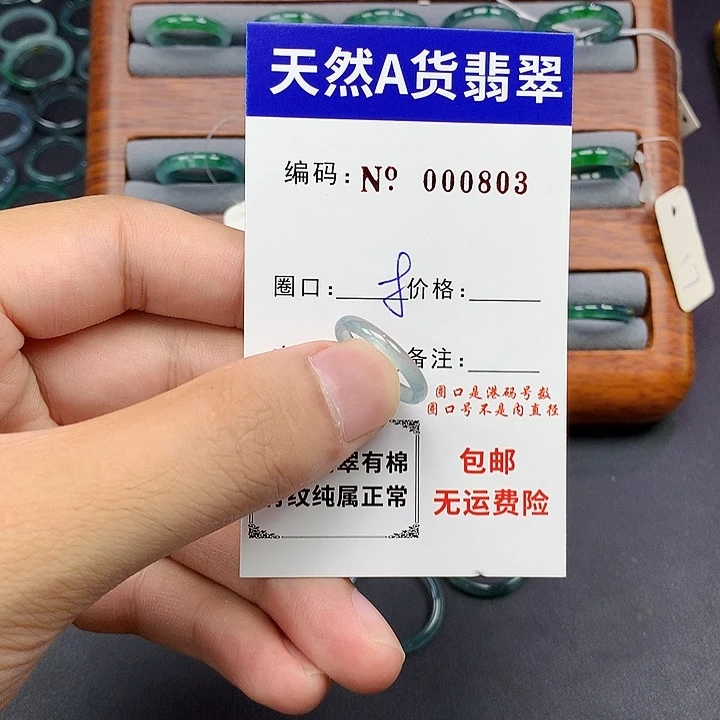 天然A货翡翠
编码: Nº 000803
圈口: 价格:
备注:
圈口是港码号数
圈口号不是内直径
翠有棉
纹纯属正常
包邮
无运费险